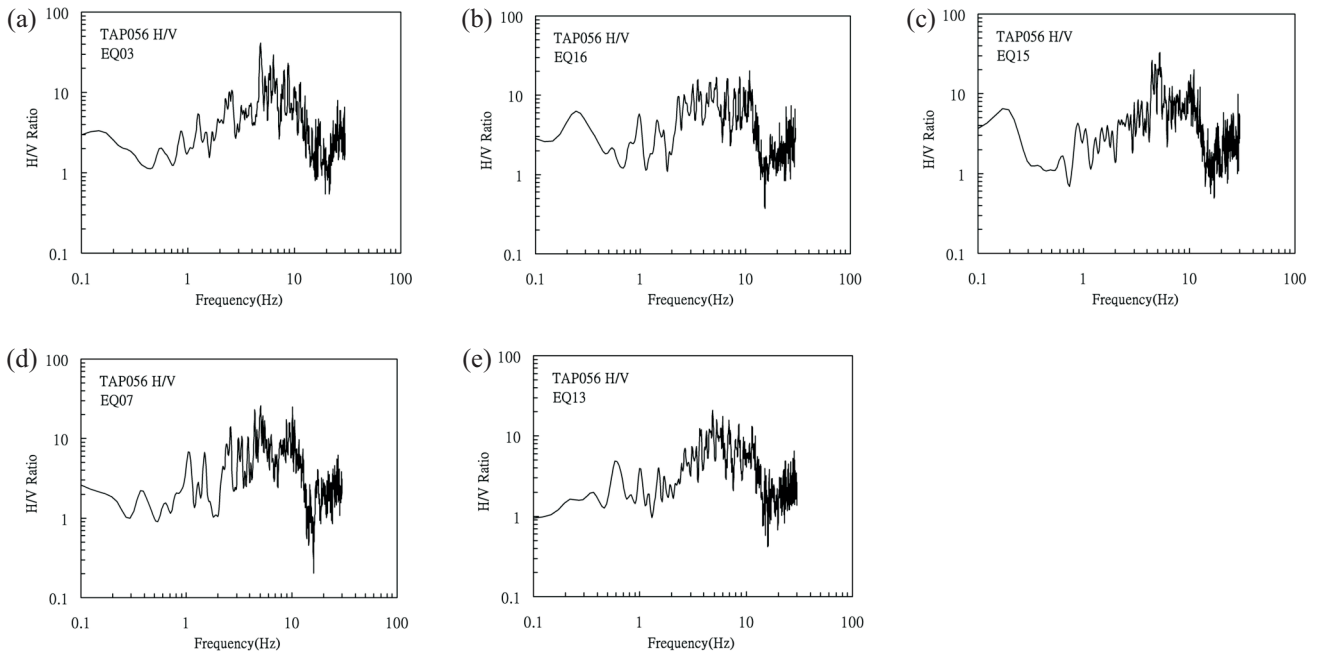 (a)
100
10
1
0.1
H/V Ratio
TAP056 H/V
EQ03
0.1 1 10 100
Frequency(Hz)
(b)
100
10
1
0.1
H/V Ratio
TAP056 H/V
EQ16
0.1 1 10 100
Frequency(Hz)
(c)
100
10
1
0.1
H/V Ratio
TAP056 H/V
EQ15
0.1 1 10 100
Frequency(Hz)
(d)
100
10
1
0.1
H/V Ratio
TAP056 H/V
EQ07
0.1 1 10 100
Frequency(Hz)
(e)
100
10
1
0.1
H/V Ratio
TAP056 H/V
EQ13
0.1 1 10 100
Frequency(Hz)